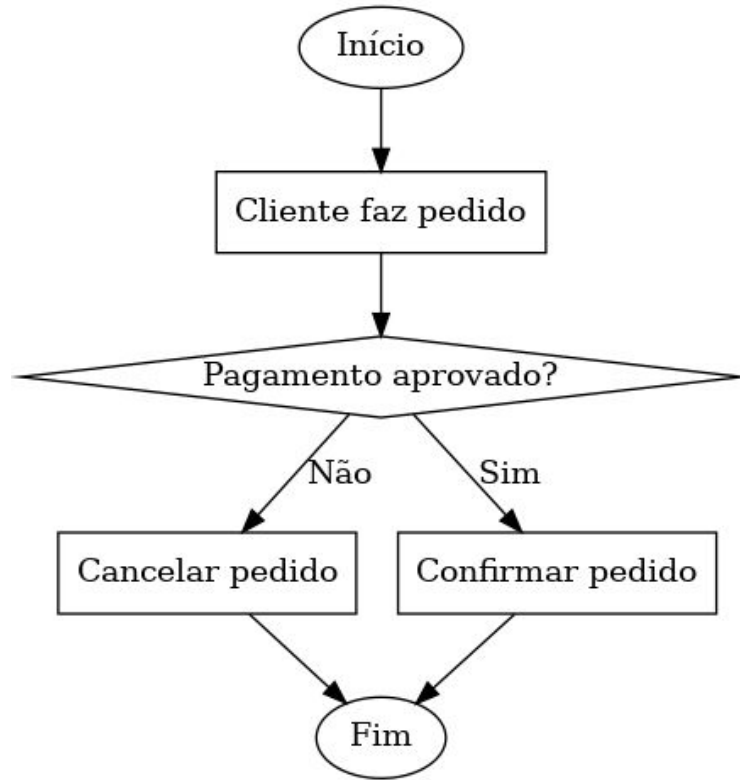 Início
Cliente faz pedido
Pagamento aprovado?
Não
Sim
Cancelar pedido
Confirmar pedido
Fim